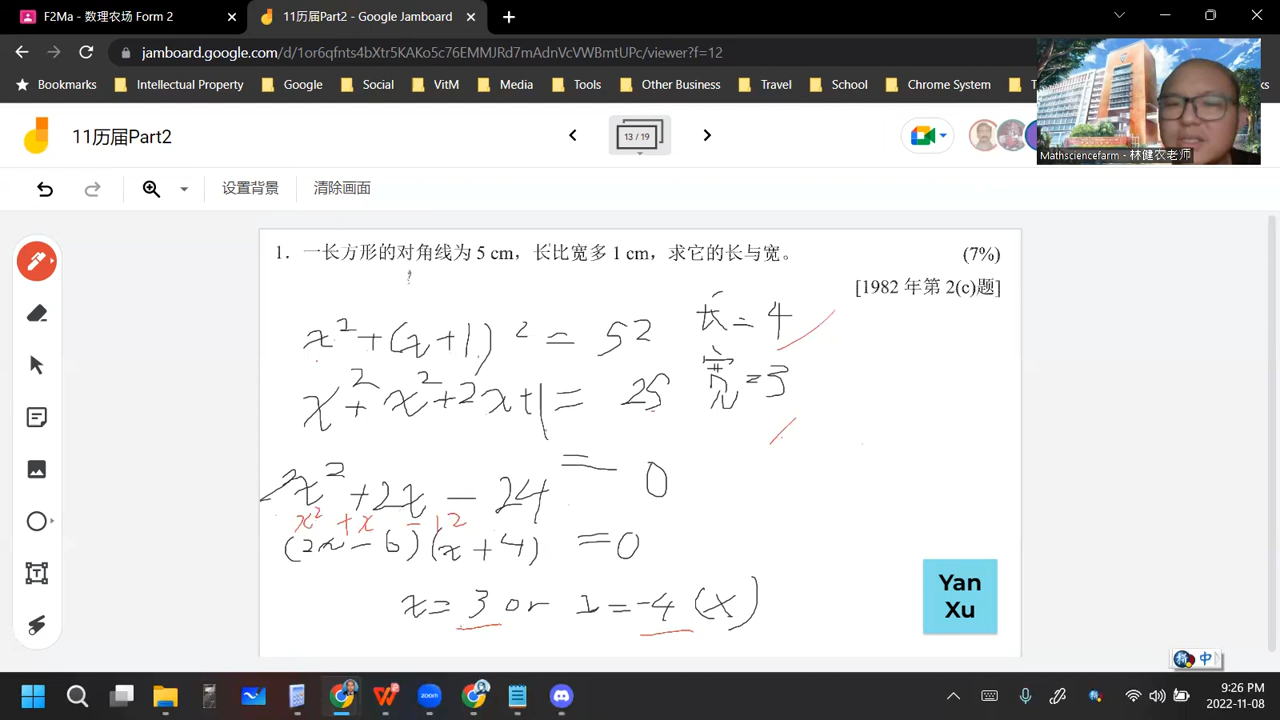 F2Ma - 数理农场 Form 2
11历届Part2 - Google Jamboard
Bookmarks Intellectual Property Google Social VitM Media Tools Other Business Travel School Chrome System
11历届Part2
13 / 19
Mathsciencefarm - 林健农老师
设置背景 清除画面
1. 一长方形的对角线为 5 cm，长比宽多 1 cm，求它的长与宽。 (7%)
[1982 年第 2(c)题]
x² + (x+1)² = 5²
长 = 4
x² + x² + 2x + 1 = 25
宽 = 3
2x² + 2x - 24 = 0
x² + x - 12
(2x - 6)(x + 4) = 0
x = 3 or x = -4 (x)
Yan
Xu
中
9:26 PM
2022-11-08